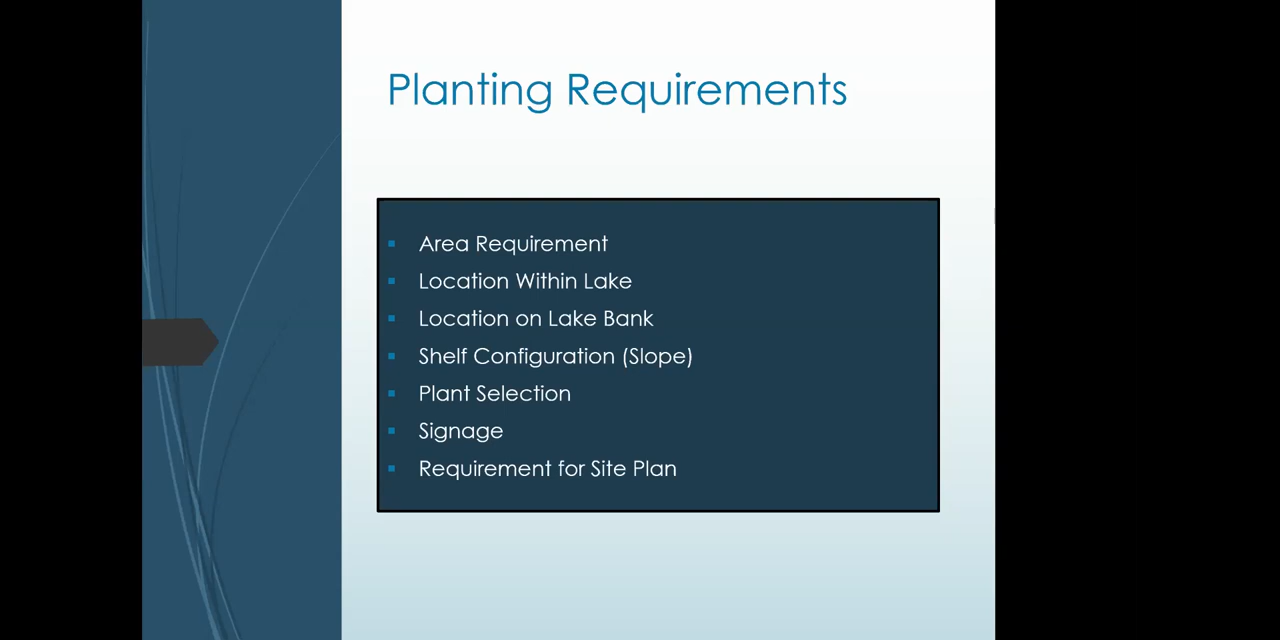 Planting Requirements
Area Requirement
Location Within Lake
Location on Lake Bank
Shelf Configuration (Slope)
Plant Selection
Signage
Requirement for Site Plan